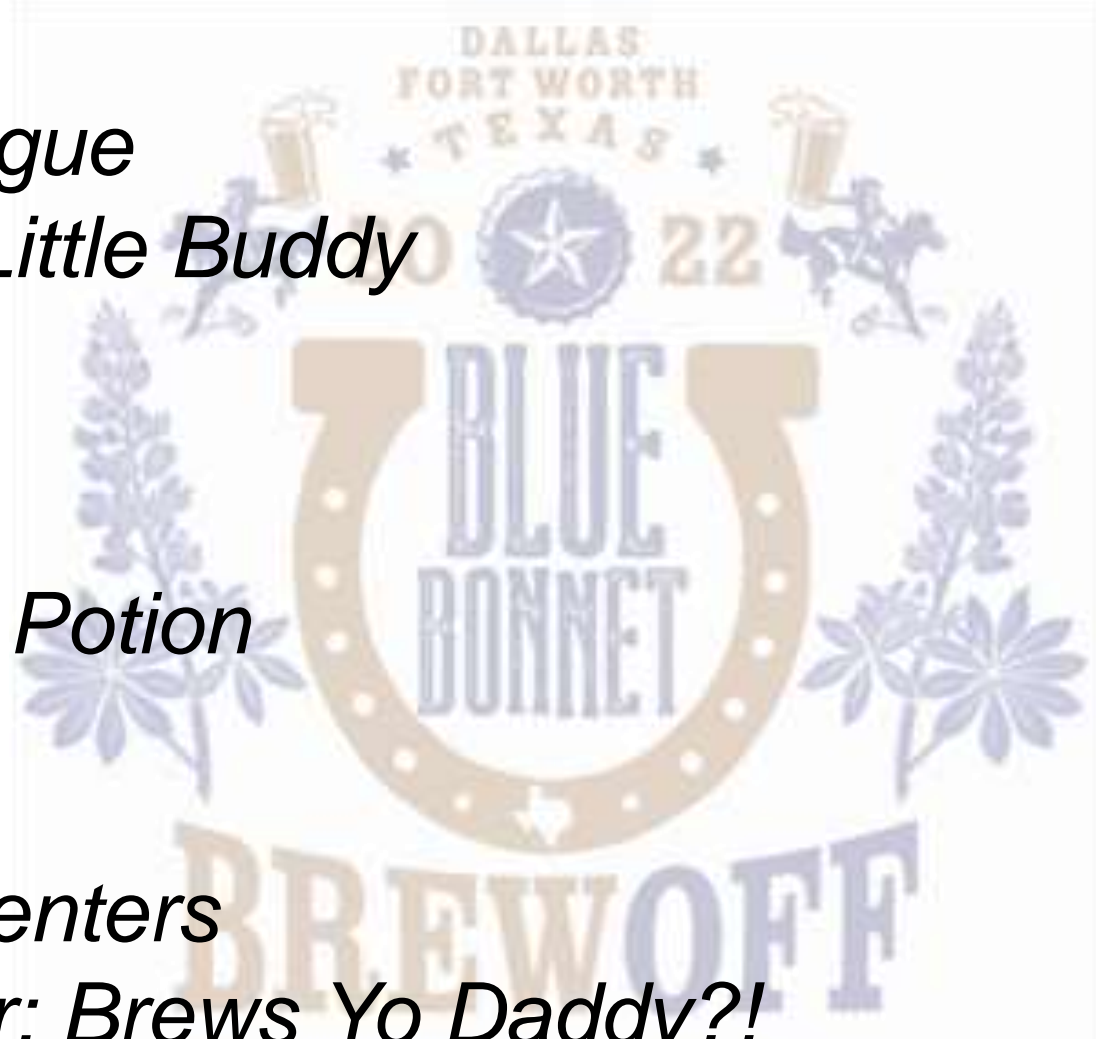 DALLAS
FORT WORTH
TEXAS
gue
Little Buddy
22
BLUE
BONNET
Potion
enters
BREWOFF
r: Brews Yo Daddy?!